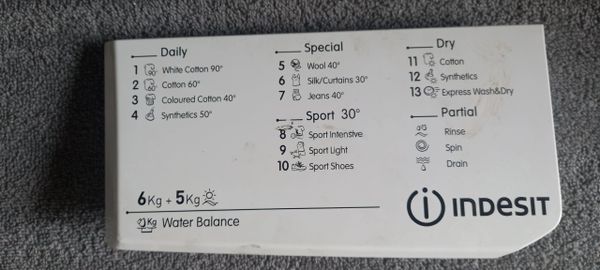 Daily
1 White Cotton 90°
2 Cotton 60°
3 Coloured Cotton 40°
4 Synthetics 50°
Special
5 Wool 40°
6 Silk/Curtains 30°
7 Jeans 40°
Sport 30°
8 Sport Intensive
9 Sport Light
10 Sport Shoes
Dry
11 Cotton
12 Synthetics
13 Express Wash&Dry
Partial
Rinse
Spin
Drain
6Kg + 5Kg
Kg Water Balance
INDESIT